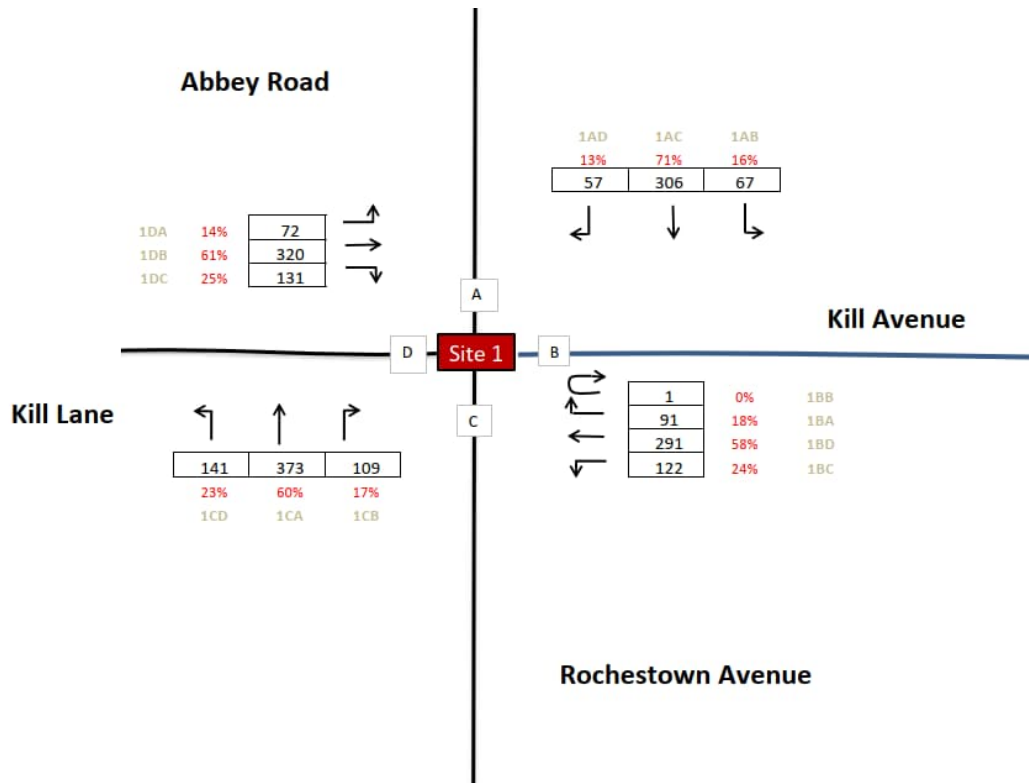 Abbey Road
1AD 1AC 1AB
13% 71% 16%
57 306 67
1DA 14% 72
1DB 61% 320
1DC 25% 131
A
Kill Avenue
D Site 1 B
1 0% 1BB
91 18% 1BA
291 58% 1BD
122 24% 1BC
Kill Lane
C
141 373 109
23% 60% 17%
1CD 1CA 1CB
Rochestown Avenue